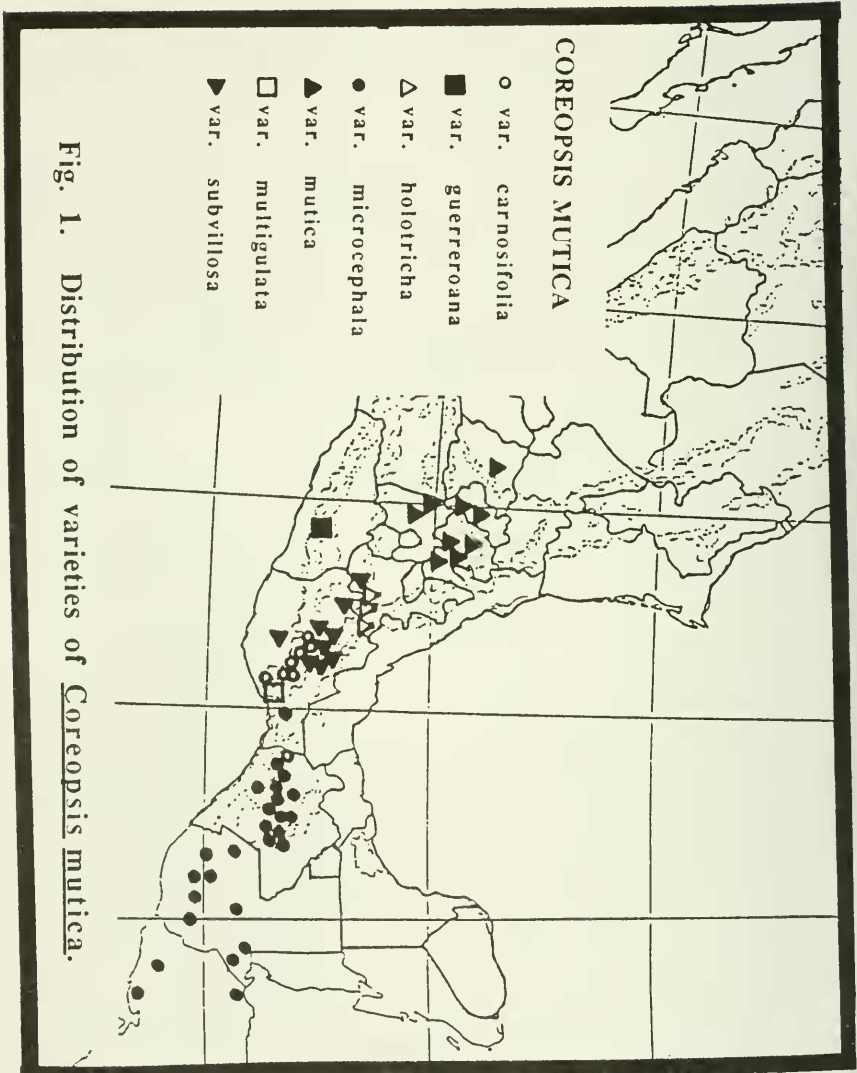 COREOPSIS MUTICA
var. carnosifolia
var. guerreroana
var. holotricha
var. microcephala
var. mutica
var. multigulata
var. subvillosa
Fig. 1. Distribution of varieties of Coreopsis mutica.